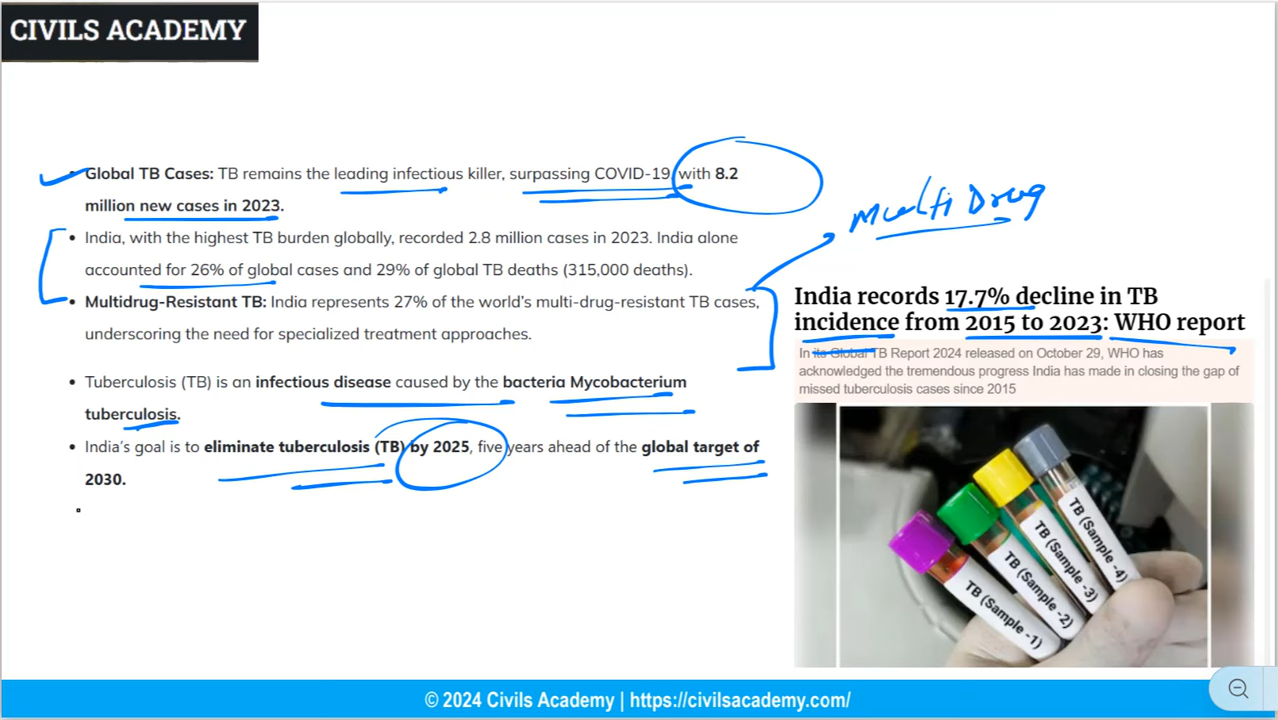 CIVILS ACADEMY
• Global TB Cases: TB remains the leading infectious killer, surpassing COVID-19, with 8.2
million new cases in 2023.
• India, with the highest TB burden globally, recorded 2.8 million cases in 2023. India alone
accounted for 26% of global cases and 29% of global TB deaths (315,000 deaths).
• Multidrug-Resistant TB: India represents 27% of the world's multi-drug-resistant TB cases,
underscoring the need for specialized treatment approaches.
• Tuberculosis (TB) is an infectious disease caused by the bacteria Mycobacterium
tuberculosis.
• India's goal is to eliminate tuberculosis (TB) by 2025, five years ahead of the global target of
2030.
Multi Drug
India records 17.7% decline in TB
incidence from 2015 to 2023: WHO report
In its Global TB Report 2024 released on October 29, WHO has
acknowledged the tremendous progress India has made in closing the gap of
missed tuberculosis cases since 2015
TB (Sample -1)
TB (Sample -2)
TB (Sample -3)
TB (Sample -4)
© 2024 Civils Academy | https://civilsacademy.com/